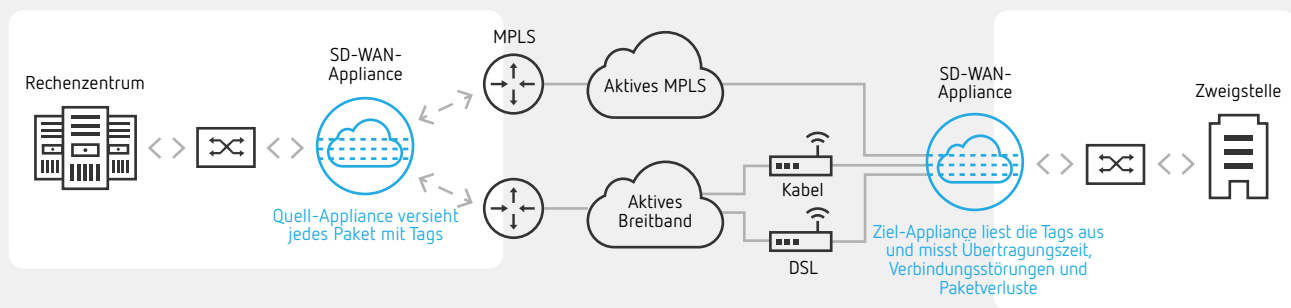 Rechenzentrum
SD-WAN-
Appliance
Quell-Appliance versieht
jedes Paket mit Tags
MPLS
Aktives MPLS
Aktives
Breitband
Kabel
DSL
SD-WAN-
Appliance
Ziel-Appliance liest die Tags aus
und misst Übertragungszeit,
Verbindungsstörungen und
Paketverluste
Zweigstelle